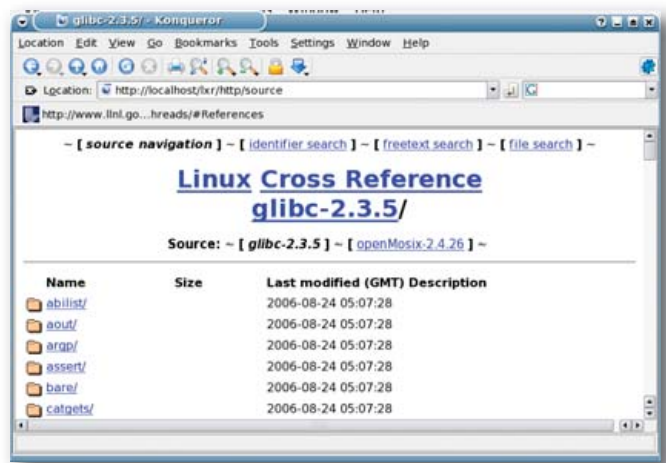 glibc-2.3.5/ - Konqueror
Location Edit View Go Bookmarks Tools Settings Window Help
Location: http://localhost/lxr/http/source
http://www.llnl.go...hreads/#References
~ [ source navigation ] ~ [ identifier search ] ~ [ freetext search ] ~ [ file search ] ~
Linux Cross Reference
glibc-2.3.5/
Source: ~ [ glibc-2.3.5 ] ~ [ openMosix-2.4.26 ] ~
Name Size Last modified (GMT) Description
abilist/ 2006-08-24 05:07:28
aout/ 2006-08-24 05:07:28
argp/ 2006-08-24 05:07:28
assert/ 2006-08-24 05:07:28
bare/ 2006-08-24 05:07:28
catgets/ 2006-08-24 05:07:28